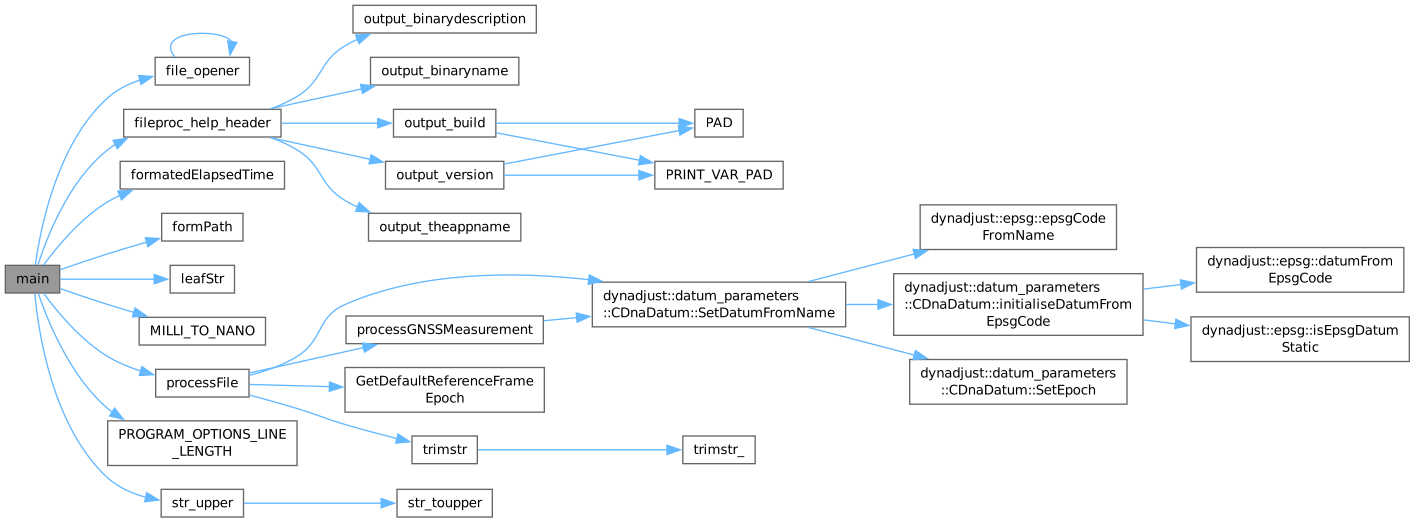 main
file_opener
fileproc_help_header
output_binarydescription
output_binaryname
output_build
output_version
output_theappname
PAD
PRINT_VAR_PAD
formatedElapsedTime
formPath
leafStr
MILLI_TO_NANO
processFile
processGNSSMeasurement
GetDefaultReferenceFrame
Epoch
trimstr
trimstr_
dynadjust::datum_parameters
::CDnaDatum::SetDatumFromName
dynadjust::epsg::epsgCode
FromName
dynadjust::datum_parameters
::CDnaDatum::initialiseDatumFrom
EpsgCode
dynadjust::datum_parameters
::CDnaDatum::SetEpoch
dynadjust::epsg::datumFrom
EpsgCode
dynadjust::epsg::isEpsgDatum
Static
PROGRAM_OPTIONS_LINE
_LENGTH
str_upper
str_toupper